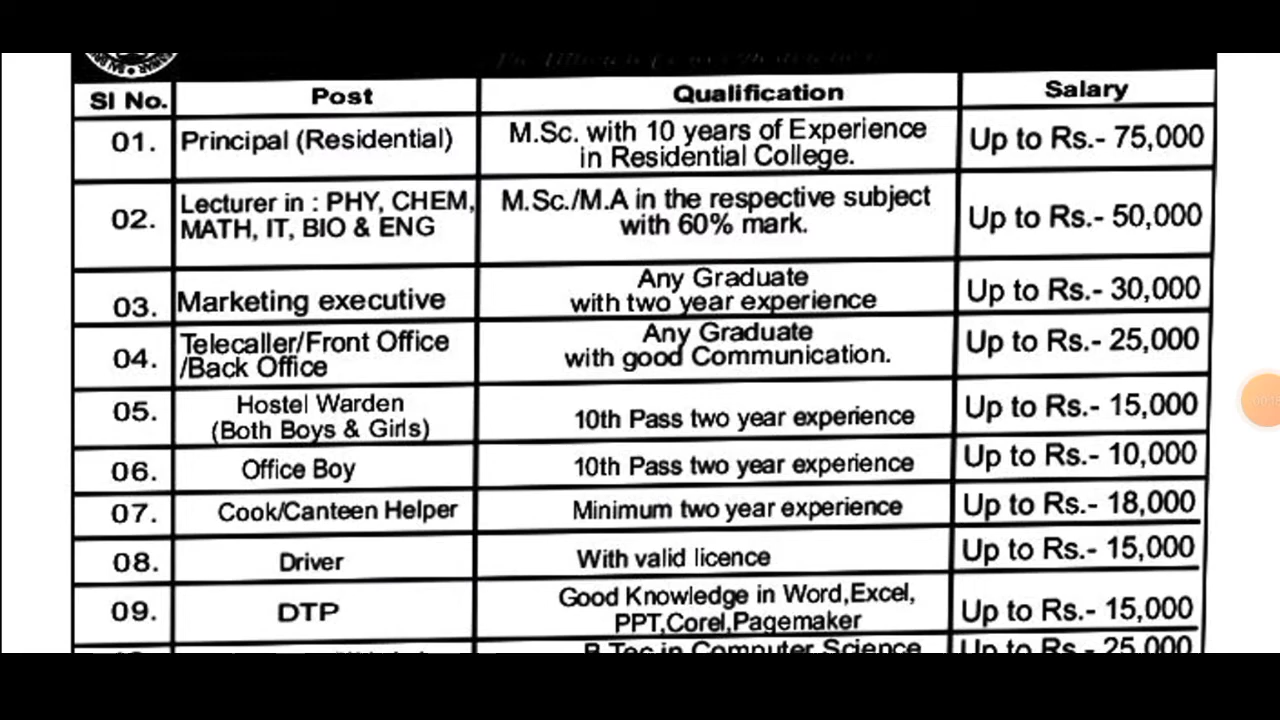 SI No.
Post
Qualification
Salary
01.
Principal (Residential)
M.Sc. with 10 years of Experience
in Residential College.
Up to Rs.- 75,000
02.
Lecturer in : PHY, CHEM,
MATH, IT, BIO & ENG
M.Sc./M.A in the respective subject
with 60% mark.
Up to Rs.- 50,000
03.
Marketing executive
Any Graduate
with two year experience
Up to Rs.- 30,000
04.
Telecaller/Front Office
/Back Office
Any Graduate
with good Communication.
Up to Rs.- 25,000
05.
Hostel Warden
(Both Boys & Girls)
10th Pass two year experience
Up to Rs.- 15,000
06.
Office Boy
10th Pass two year experience
Up to Rs.- 10,000
07.
Cook/Canteen Helper
Minimum two year experience
Up to Rs.- 18,000
08.
Driver
With valid licence
Up to Rs.- 15,000
09.
DTP
Good Knowledge in Word,Excel,
PPT,Corel,Pagemaker
Up to Rs.- 15,000
B.Tec in Computer Science
Up to Rs.- 25,000